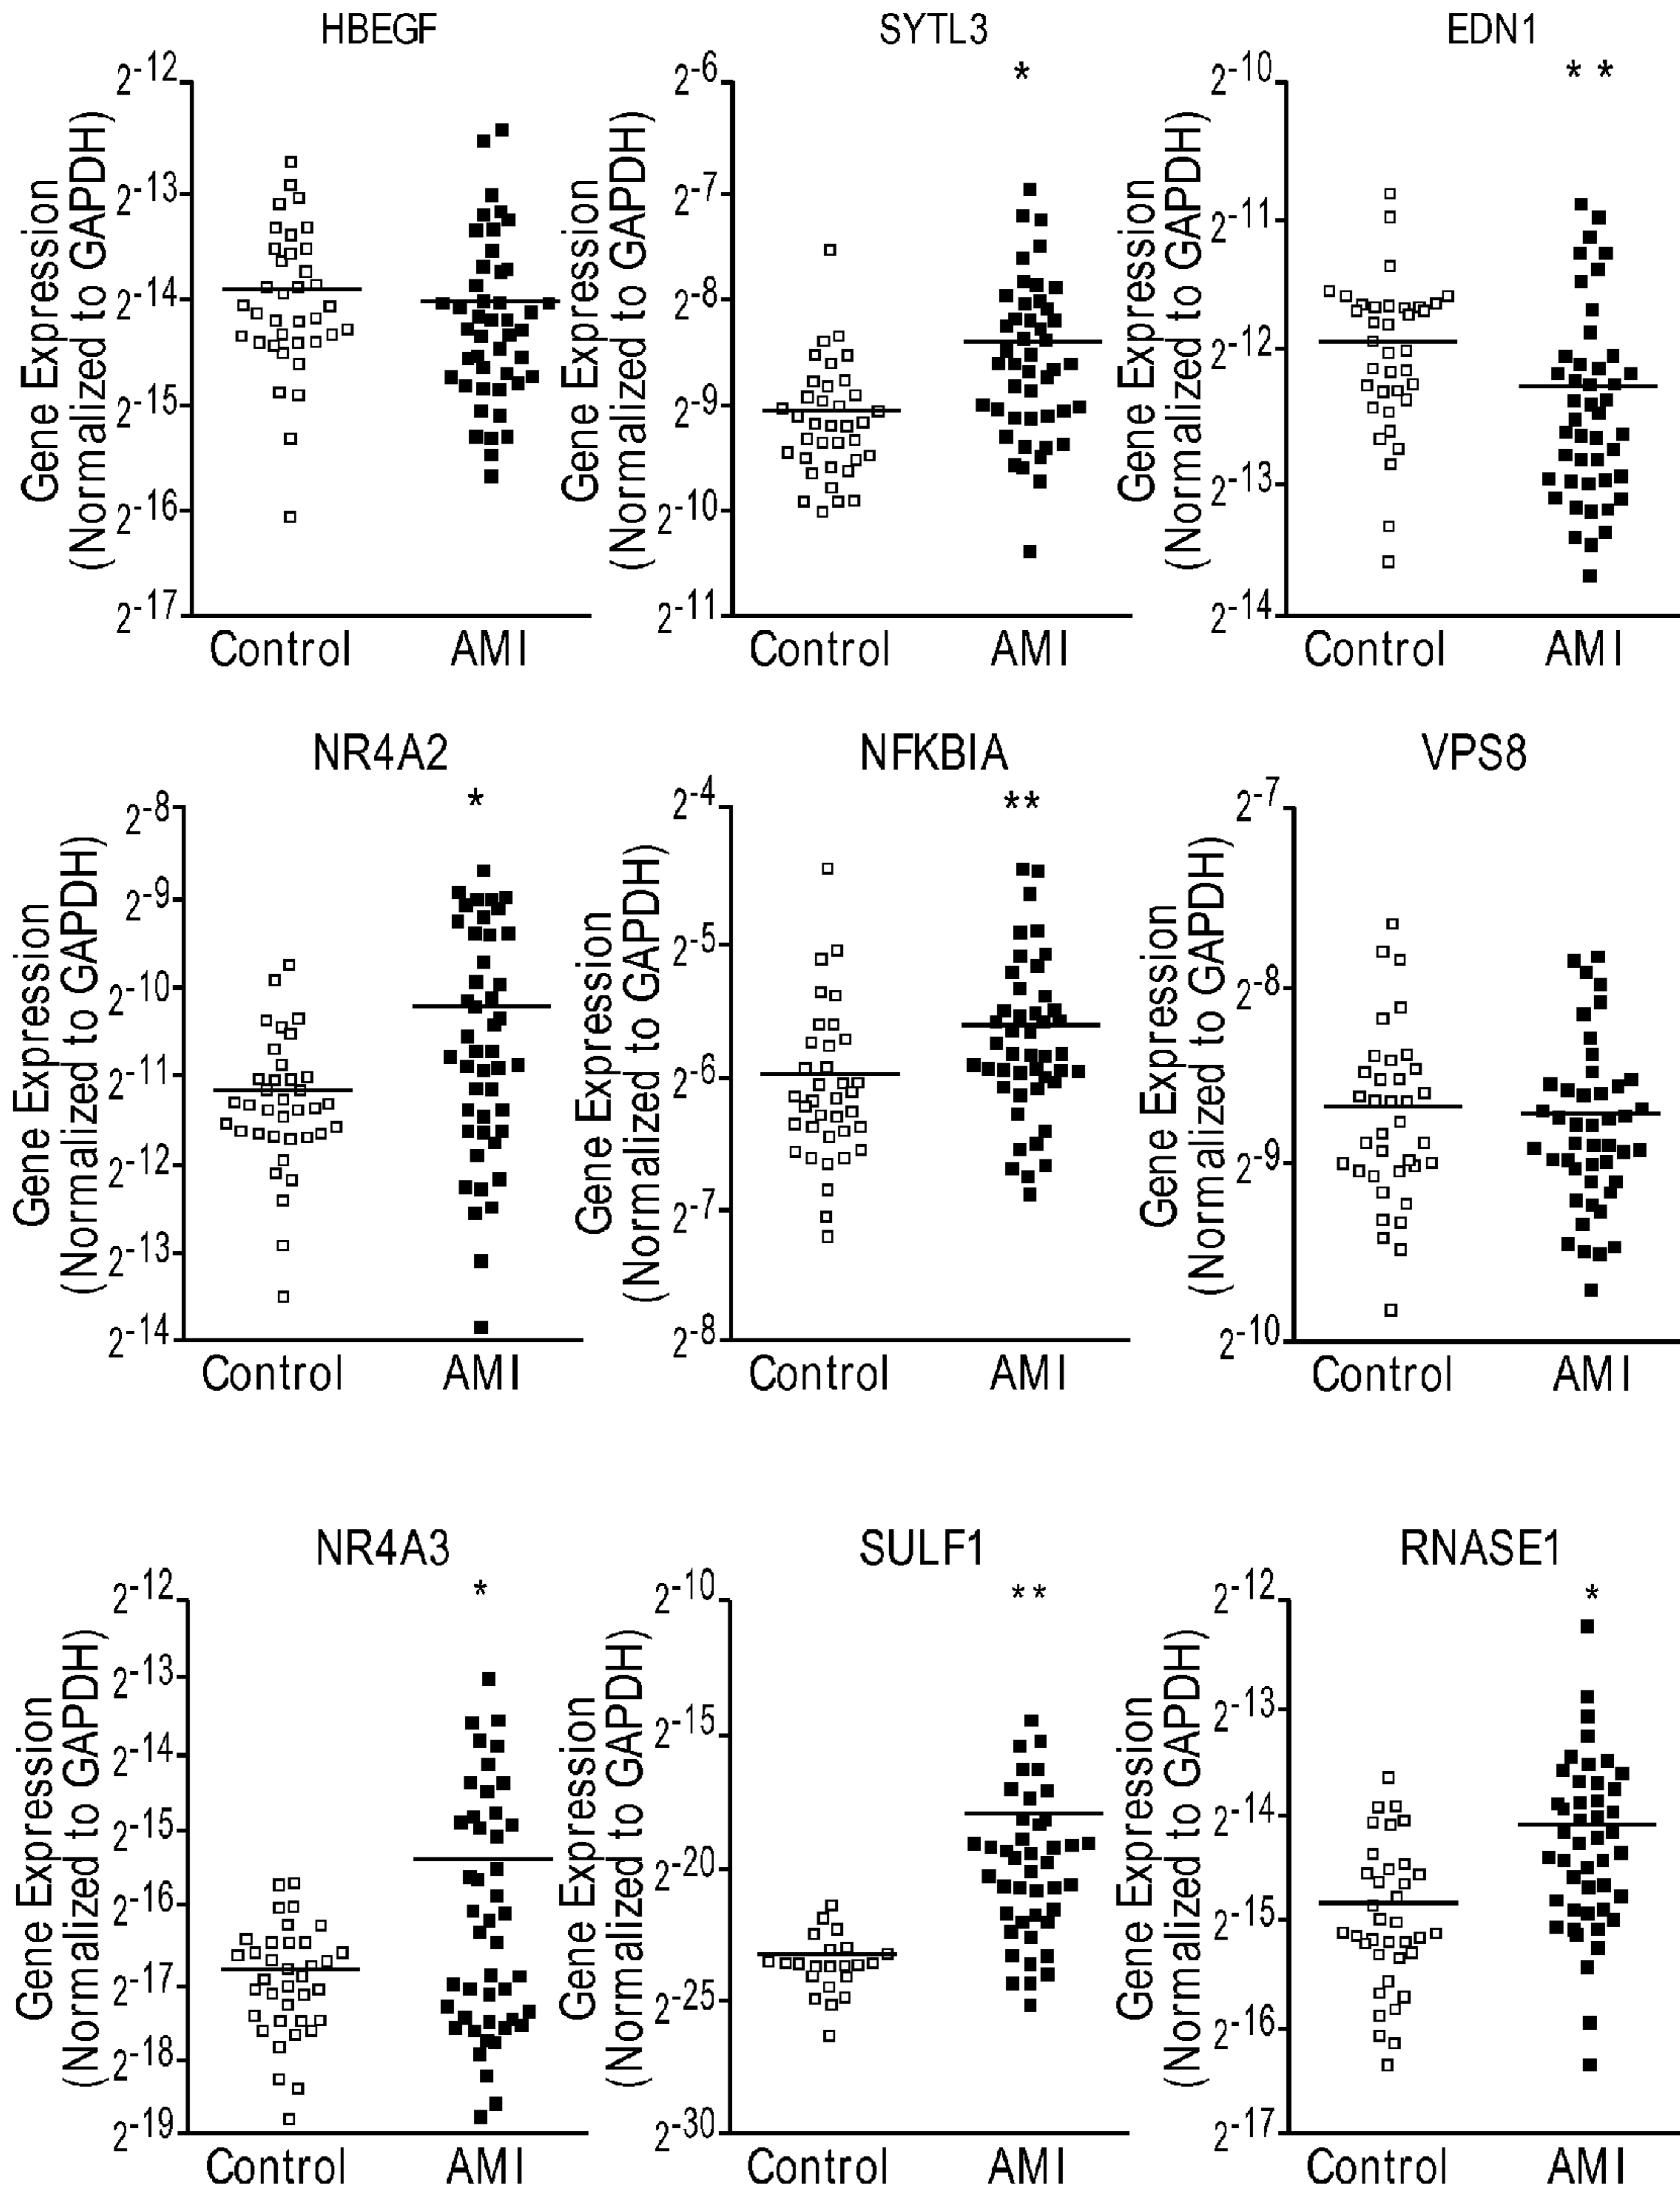 HBEGF
SYTL3
EDN1
*
* *
Gene Expression
(Normalized to GAPDH)
2-12
2-13
2-14
2-15
2-16
2-17
Control
AMI
Gene Expression
(Normalized to GAPDH)
2-6
2-7
2-8
2-9
2-10
2-11
Control
AMI
Gene Expression
(Normalized to GAPDH)
2-10
2-11
2-12
2-13
2-14
Control
AMI
NR4A2
NFKBIA
VPS8
*
**
Gene Expression
(Normalized to GAPDH)
2-8
2-9
2-10
2-11
2-12
2-13
2-14
Control
AMI
Gene Expression
(Normalized to GAPDH)
2-4
2-5
2-6
2-7
2-8
Control
AMI
Gene Expression
(Normalized to GAPDH)
2-7
2-8
2-9
2-10
Control
AMI
NR4A3
SULF1
RNASE1
*
**
*
Gene Expression
(Normalized to GAPDH)
2-12
2-13
2-14
2-15
2-16
2-17
2-18
2-19
Control
AMI
Gene Expression
(Normalized to GAPDH)
2-10
2-15
2-20
2-25
2-30
Control
AMI
Gene Expression
(Normalized to GAPDH)
2-12
2-13
2-14
2-15
2-16
2-17
Control
AMI